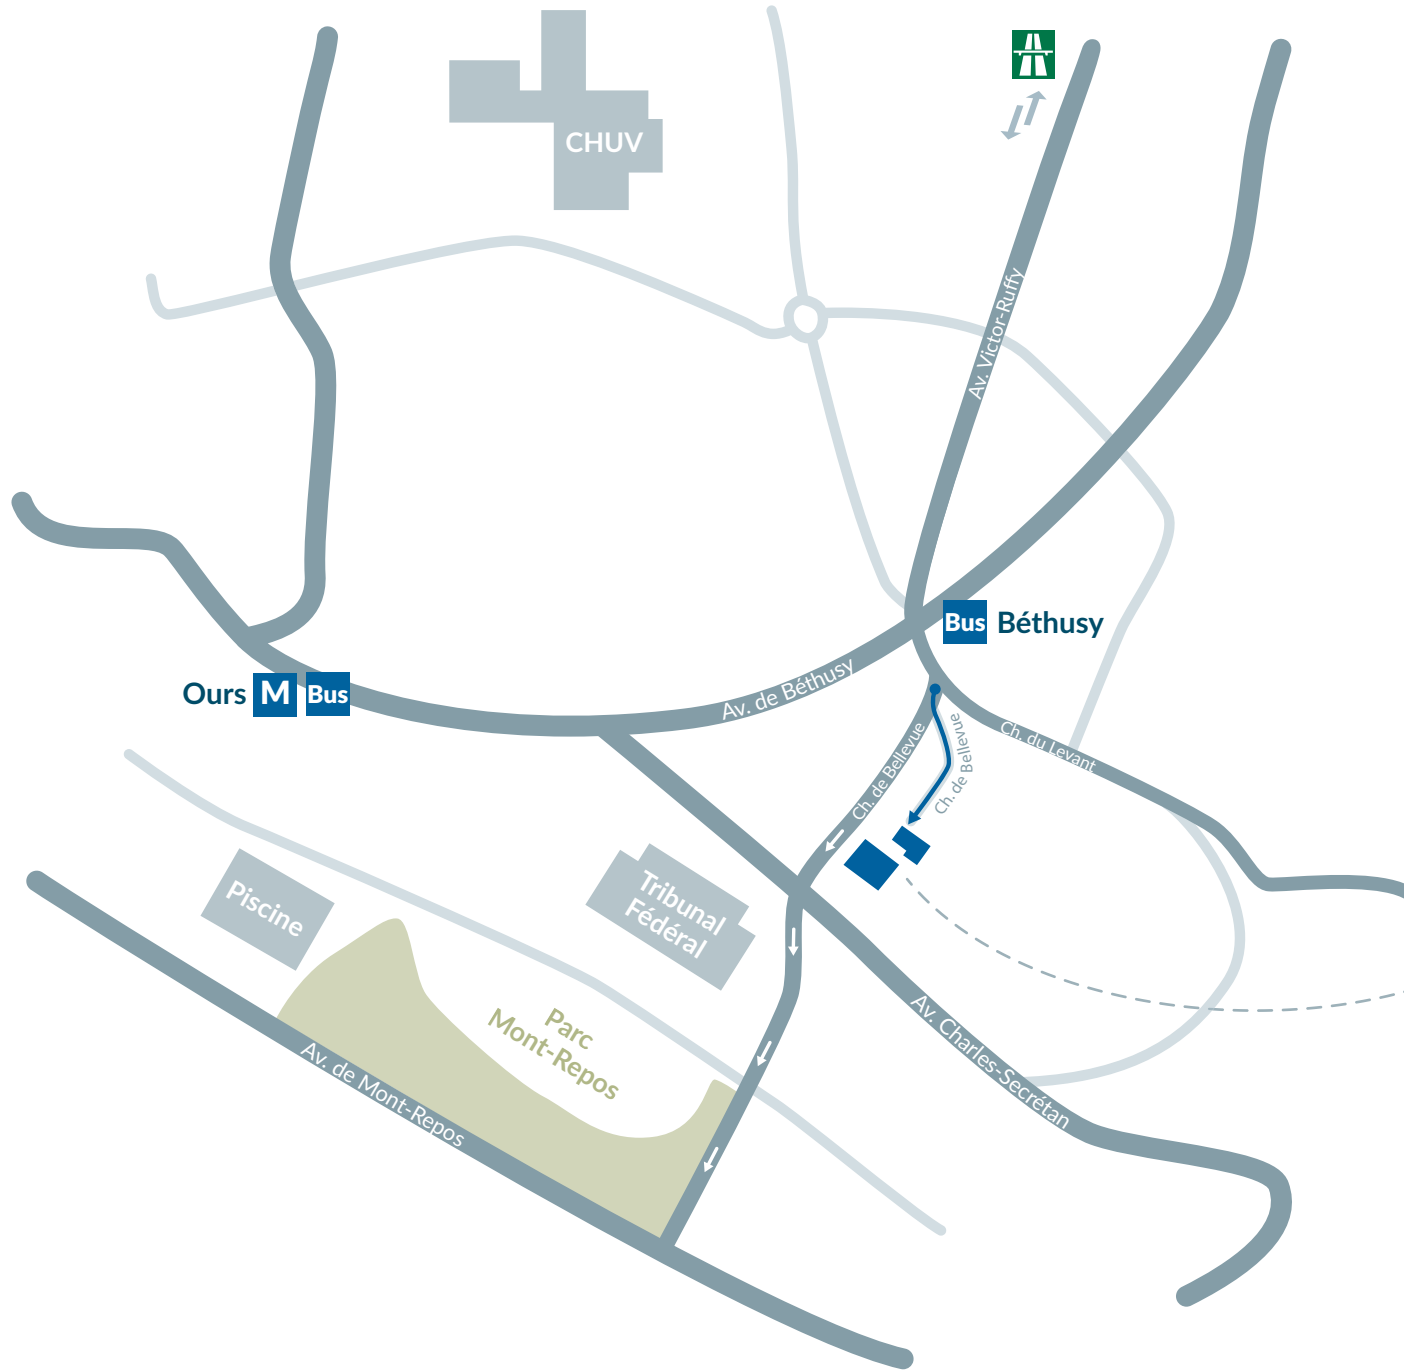 CHUV
Av. Victor-Ruffy
Bus Béthusy
Ours M Bus
Av. de Béthusy
Ch. de Bellevue
Ch. de Bellevue
Ch. du Levant
Piscine
Tribunal
Fédéral
Parc
Mont-Repos
Av. de Mont-Repos
Av. Charles-Secrétan